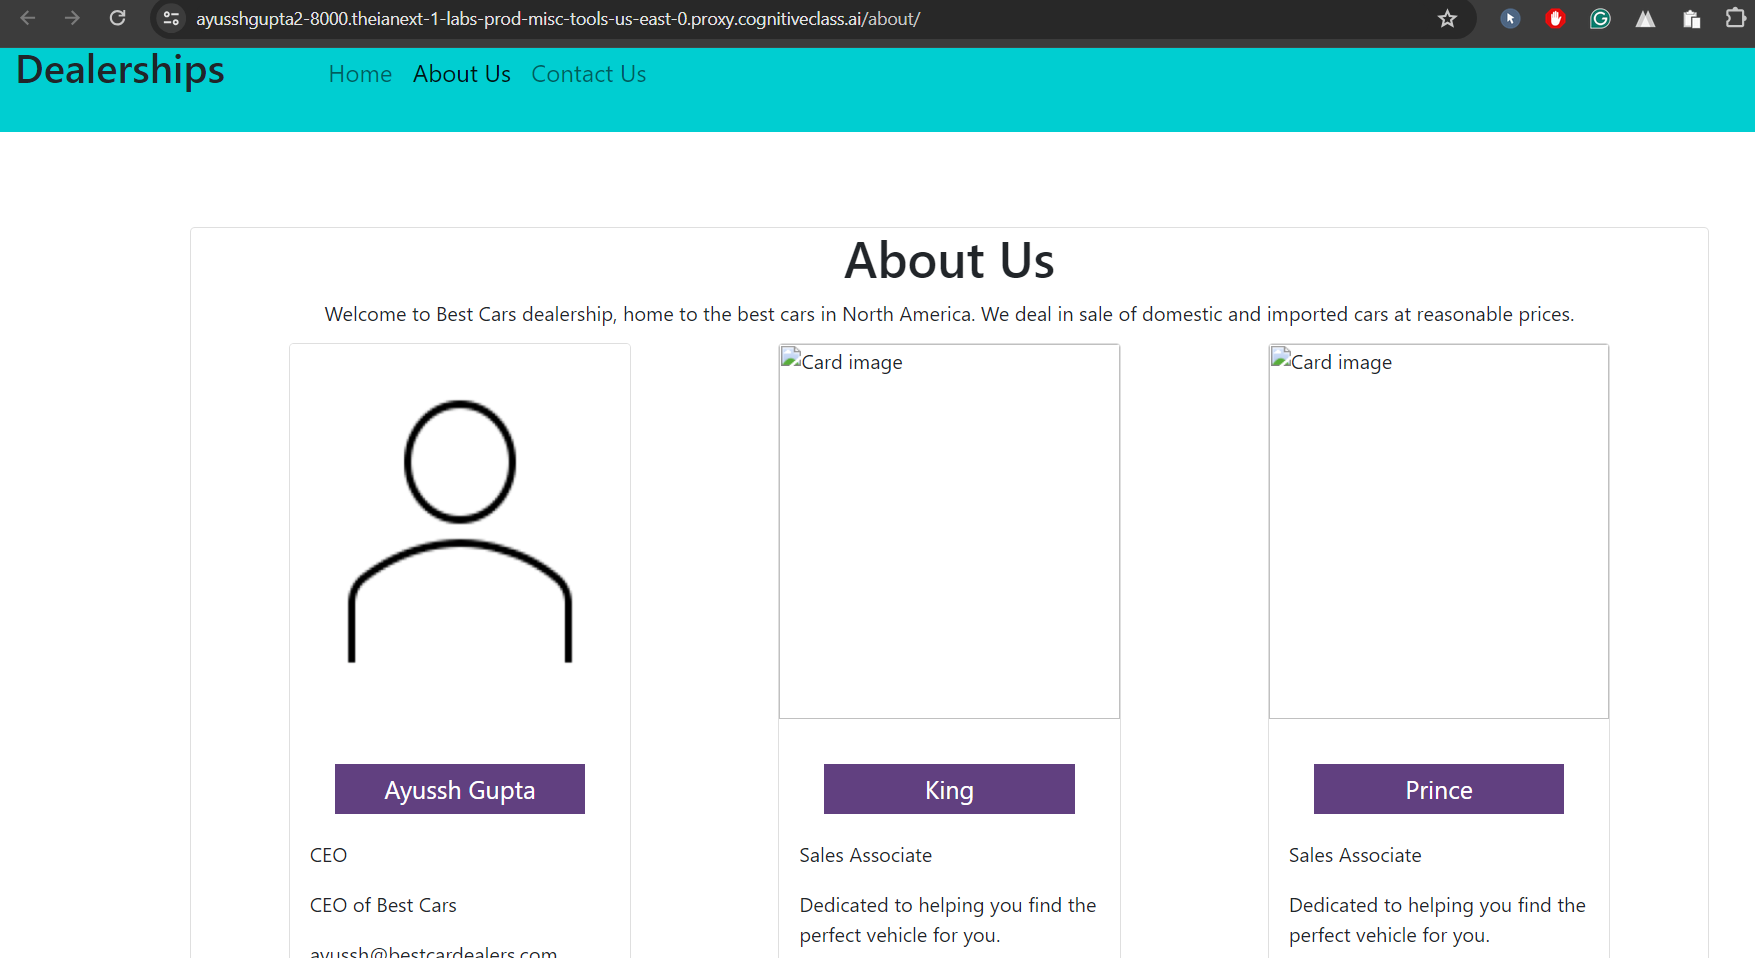 ayusshgupta2-8000.theianext-1-labs-prod-misc-tools-us-east-0.proxy.cognitiveclass.ai/about/
Dealerships
Home About Us Contact Us
About Us
Welcome to Best Cars dealership, home to the best cars in North America. We deal in sale of domestic and imported cars at reasonable prices.
Card image
Card image
Ayussh Gupta
CEO
CEO of Best Cars
ayussh@bestcardealers.com
King
Sales Associate
Dedicated to helping you find the
perfect vehicle for you.
Prince
Sales Associate
Dedicated to helping you find the
perfect vehicle for you.